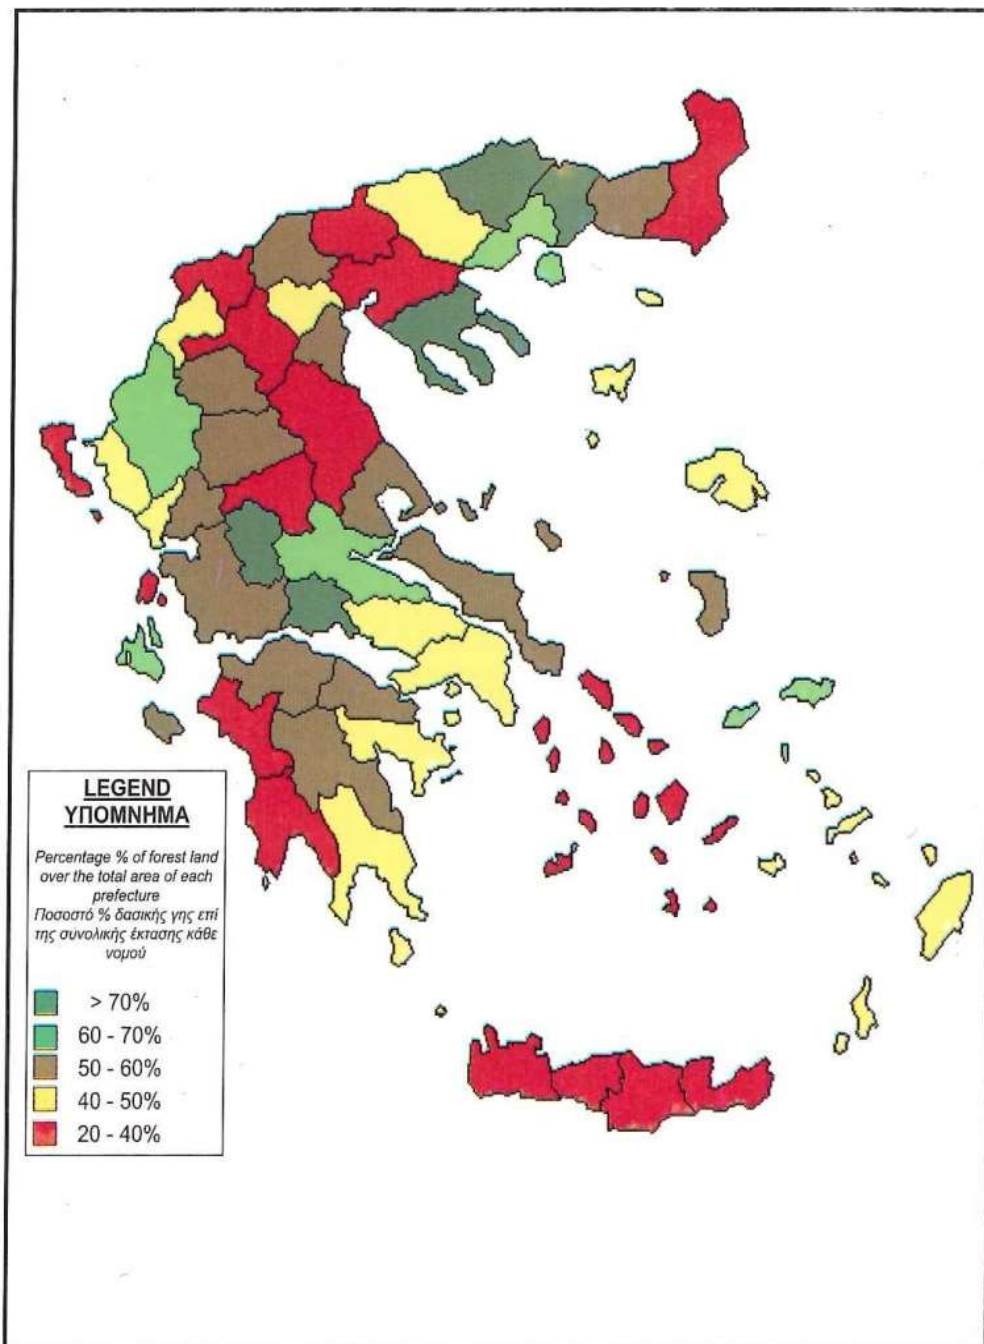 LEGEND
ΥΠΟΜΝΗΜΑ
Percentage % of forest land
over the total area of each
prefecture
Ποσοστό % δασικής γης επί
της συνολικής έκτασης κάθε
νομού
> 70%
60 - 70%
50 - 60%
40 - 50%
20 - 40%